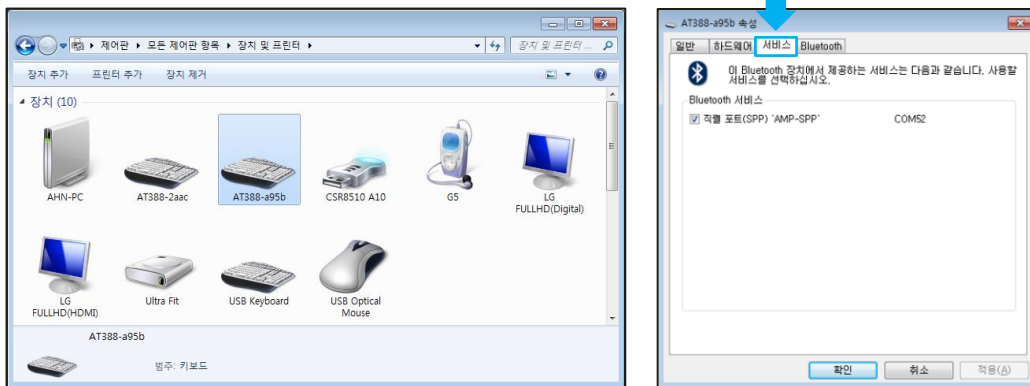 제어판 ▸ 모든 제어판 항목 ▸ 장치 및 프린터 ▸
장치 및 프린터 ...
장치 추가 프린터 추가 장치 제거
장치 (10)
AHN-PC
AT388-2aac
AT388-a95b
CSR8510 A10
G5
LG
FULLHD(Digital)
LG
FULLHD(HDMI)
Ultra Fit
USB Keyboard
USB Optical
Mouse
AT388-a95b
범주: 키보드
AT388-a95b 속성
일반 하드웨어 서비스 Bluetooth
이 Bluetooth 장치에서 제공하는 서비스는 다음과 같습니다. 사용할
서비스를 선택하십시오.
Bluetooth 서비스
직렬 포트(SPP) 'AMP-SPP' COM52
확인 취소 적용(A)